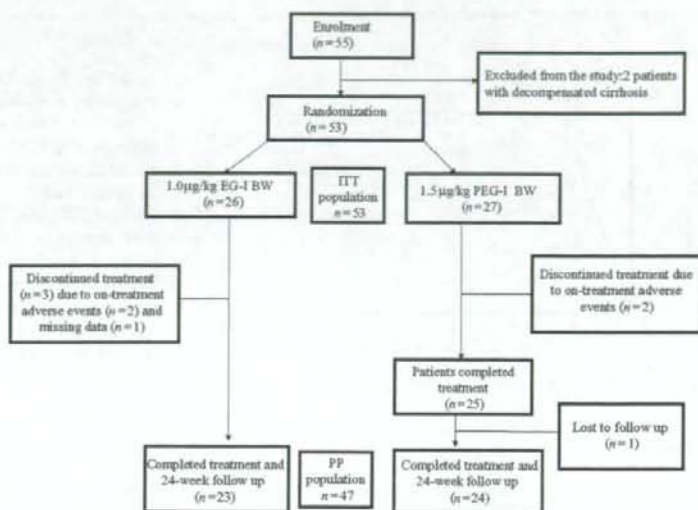 Enrolment
(n=55)
Excluded from the study:2 patients
with decompensated cirrhosis
Randomization
(n=53)
1.0μg/kg EG-I BW
(n=26)
ITT
population
n=53
1.5μg/kg PEG-I BW
(n=27)
Discontinued treatment
(n=3) due to on-treatment
adverse events (n=2) and
missing data (n=1)
Discontinued treatment due
to on-treatment adverse
events (n=2)
Patients completed
treatment
(n=25)
Lost to follow up
(n=1)
Completed treatment and
24-week follow up
(n=23)
PP
population
n=47
Completed treatment and
24-week follow up
(n=24)